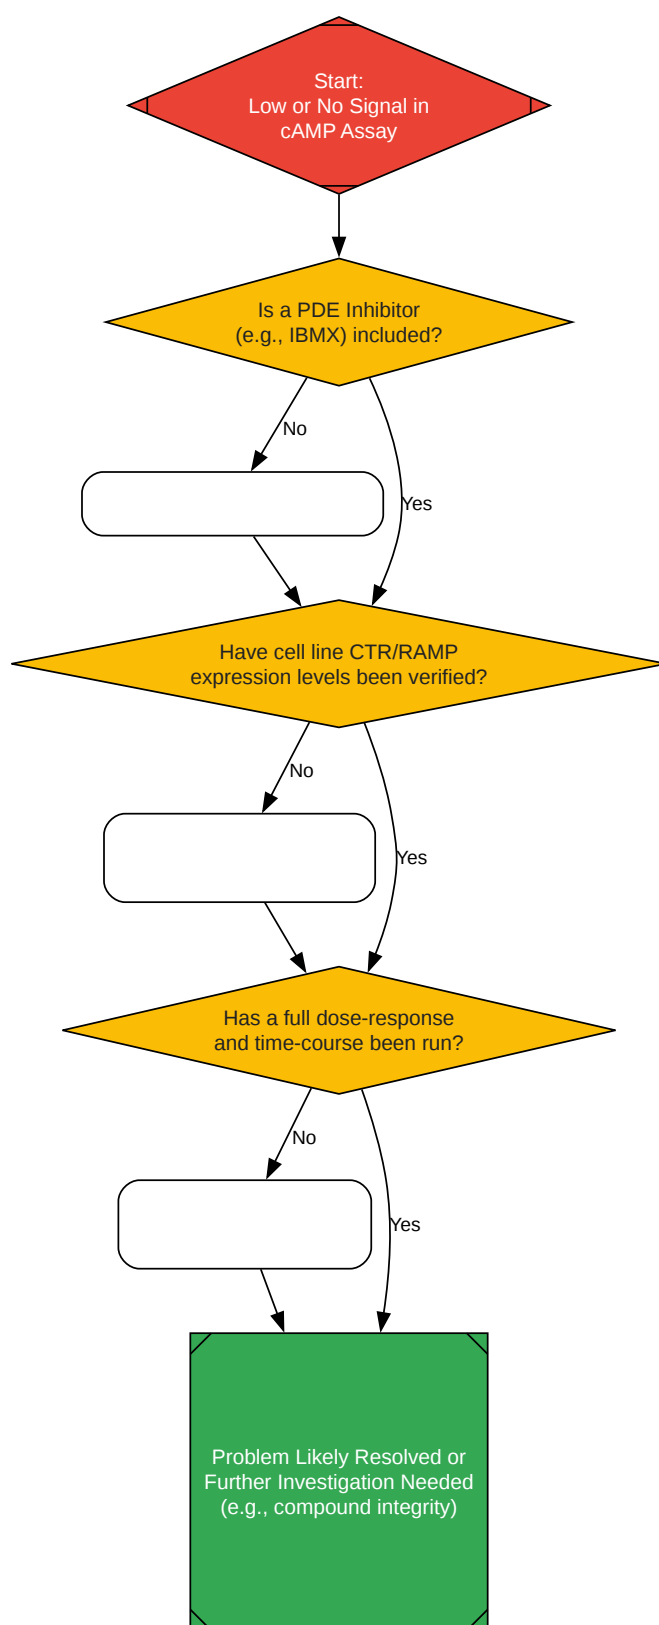 Start:
Low or No Signal in
cAMP Assay
Is a PDE Inhibitor
(e.g., IBMX) included?
No
Yes
Have cell line CTR/RAMP
expression levels been verified?
No
Yes
Has a full dose-response
and time-course been run?
No
Yes
Problem Likely Resolved or
Further Investigation Needed
(e.g., compound integrity)